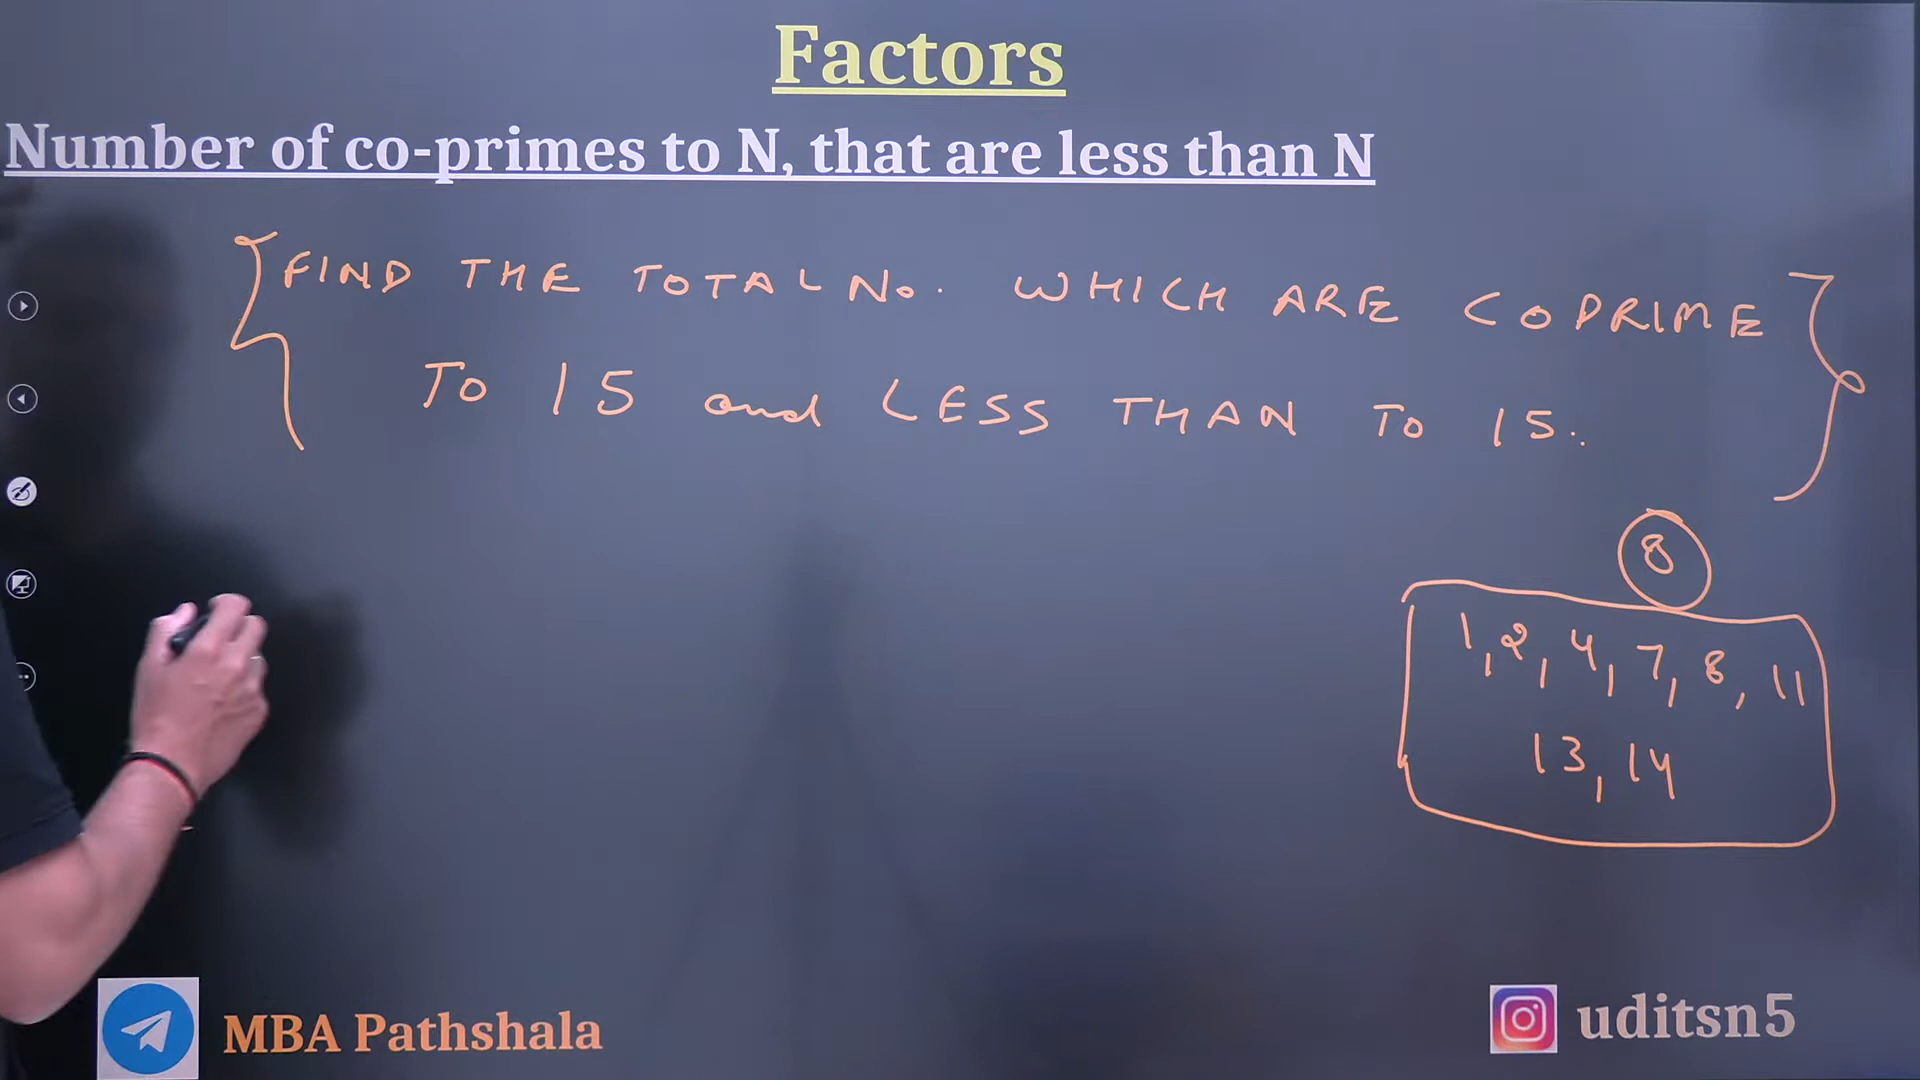 Factors
Number of co-primes to N, that are less than N
FIND THE TOTAL No. WHICH ARE COPRIME
TO 15 and LESS THAN TO 15.
8
1, 2, 4, 7, 8, 11
13, 14
MBA Pathshala
uditsn5